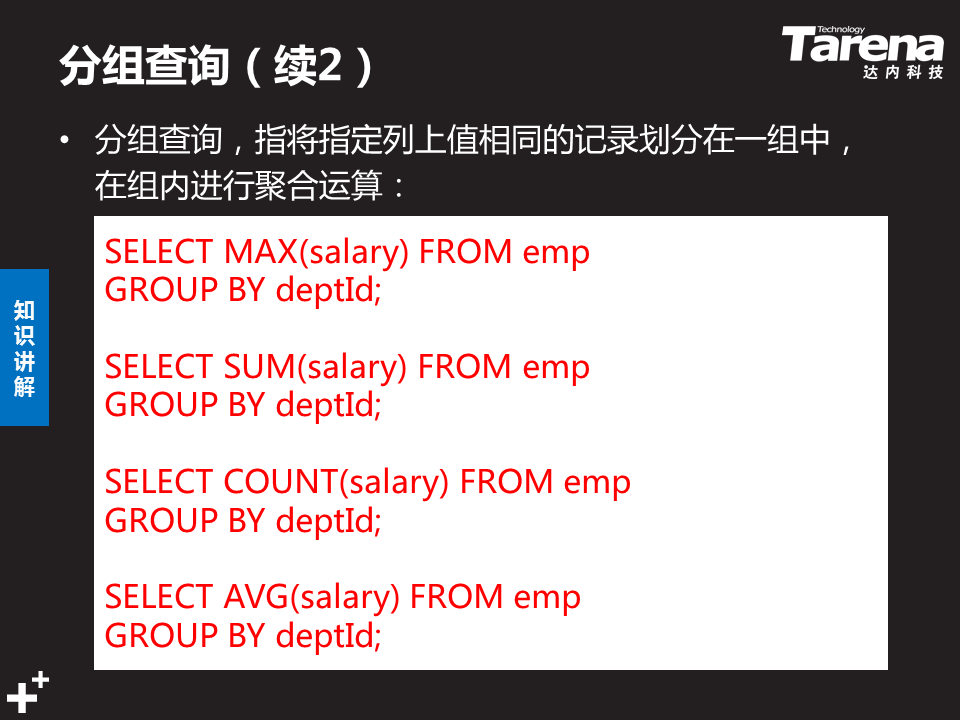 分组查询（续2）
Technology
Tarena
达内科技
• 分组查询，指将指定列上值相同的记录划分在一组中，
在组内进行聚合运算：
知识讲解
SELECT MAX(salary) FROM emp
GROUP BY deptId;
SELECT SUM(salary) FROM emp
GROUP BY deptId;
SELECT COUNT(salary) FROM emp
GROUP BY deptId;
SELECT AVG(salary) FROM emp
GROUP BY deptId;